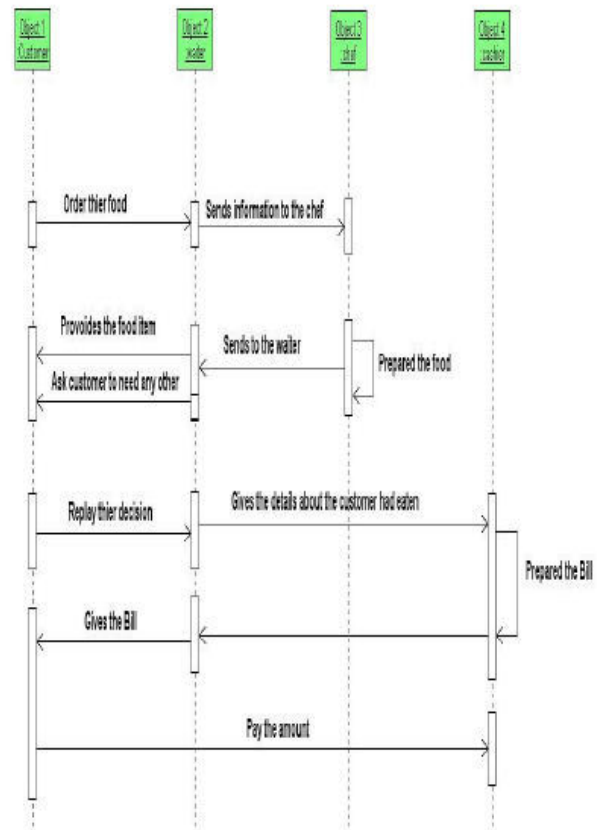 Object 1
:Customer
Object 2
:waiter
Object 3
:chef
Object 4
:cashier
Order thier food
Sends information to the chef
Provoides the food item
Sends to the waiter
Prepared the food
Ask customer to need any other
Replay thier decision
Gives the details about the customer had eaten
Prepared the Bill
Gives the Bill
Pay the amount